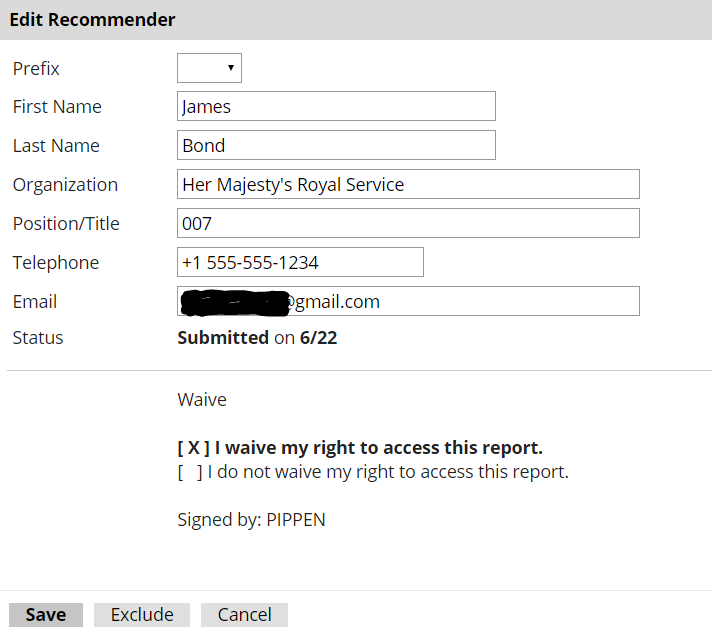 Edit Recommender
Prefix
First Name James
Last Name Bond
Organization Her Majesty's Royal Service
Position/Title 007
Telephone +1 555-555-1234
Email @gmail.com
Status Submitted on 6/22
Waive
[ X ] I waive my right to access this report.
[ ] I do not waive my right to access this report.
Signed by: PIPPEN
Save Exclude Cancel